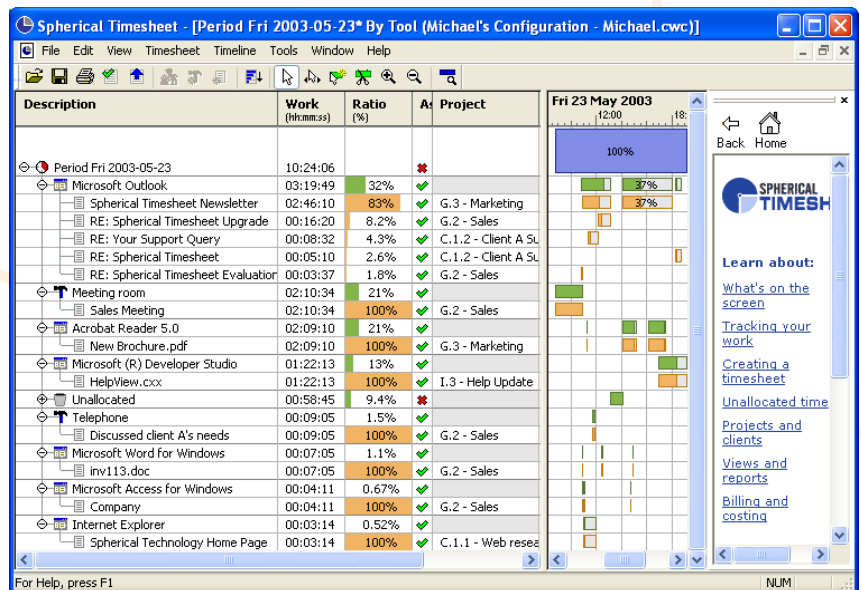 Spherical Timesheet - [Period Fri 2003-05-23* By Tool (Michael's Configuration - Michael.cwc)]
File Edit View Timesheet Timeline Tools Window Help
Description Work (hh:mm:ss) Ratio (%) As Project Fri 23 May 2003
12:00 18:
Back Home
100%
Period Fri 2003-05-23 10:24:06
Microsoft Outlook 03:19:49 32% 37%
Spherical Timesheet Newsletter 02:46:10 83% G.3 - Marketing 37%
RE: Spherical Timesheet Upgrade 00:16:20 8.2% G.2 - Sales
RE: Your Support Query 00:08:32 4.3% C.1.2 - Client A Su
RE: Spherical Timesheet 00:05:10 2.6% C.1.2 - Client A Su
RE: Spherical Timesheet Evaluation 00:03:37 1.8% G.2 - Sales
Meeting room 02:10:34 21%
Sales Meeting 02:10:34 100% G.2 - Sales
Acrobat Reader 5.0 02:09:10 21%
New Brochure.pdf 02:09:10 100% G.3 - Marketing
Microsoft (R) Developer Studio 01:22:13 13%
HelpView.cxx 01:22:13 100% I.3 - Help Update
Unallocated 00:58:45 9.4%
Telephone 00:09:05 1.5%
Discussed client A's needs 00:09:05 100% G.2 - Sales
Microsoft Word for Windows 00:07:05 1.1%
inv113.doc 00:07:05 100% G.2 - Sales
Microsoft Access for Windows 00:04:11 0.67%
Company 00:04:11 100% G.2 - Sales
Internet Explorer 00:03:14 0.52%
Spherical Technology Home Page 00:03:14 100% C.1.1 - Web resea
SPHERICAL
TIMESH
Learn about:
What's on the
screen
Tracking your
work
Creating a
timesheet
Unallocated time
Projects and
clients
Views and
reports
Billing and
costing
For Help, press F1 NUM